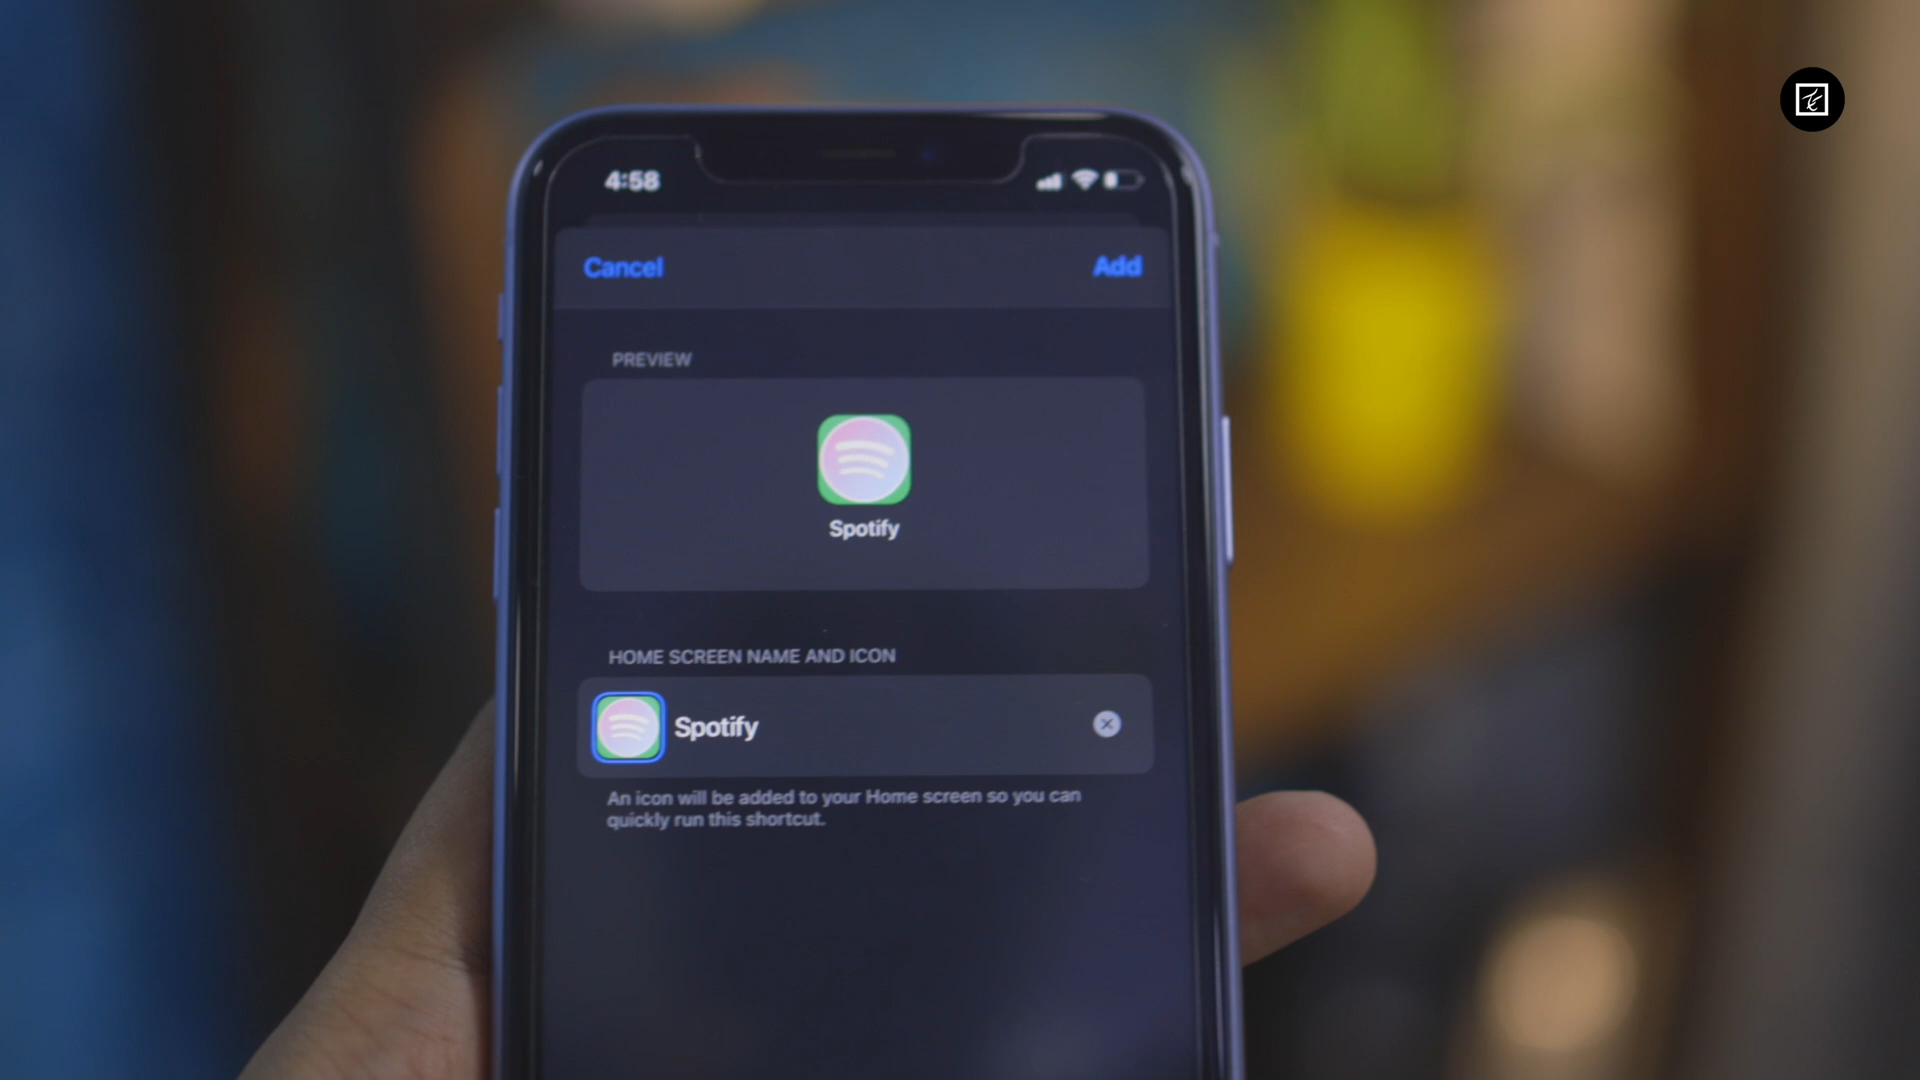 4:58
Cancel
Add
PREVIEW
Spotify
HOME SCREEN NAME AND ICON
Spotify
An icon will be added to your Home screen so you can
quickly run this shortcut.